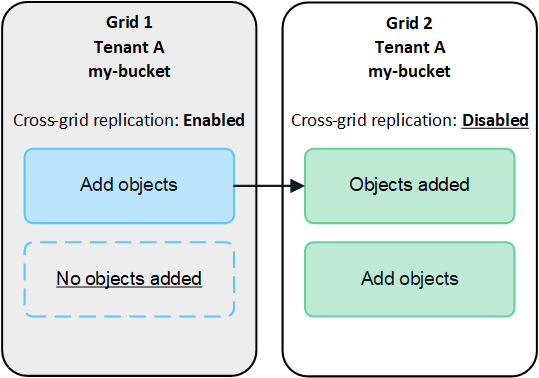 Grid 1
Tenant A
my-bucket
Cross-grid replication: Enabled
Add objects
No objects added
Grid 2
Tenant A
my-bucket
Cross-grid replication: Disabled
Objects added
Add objects